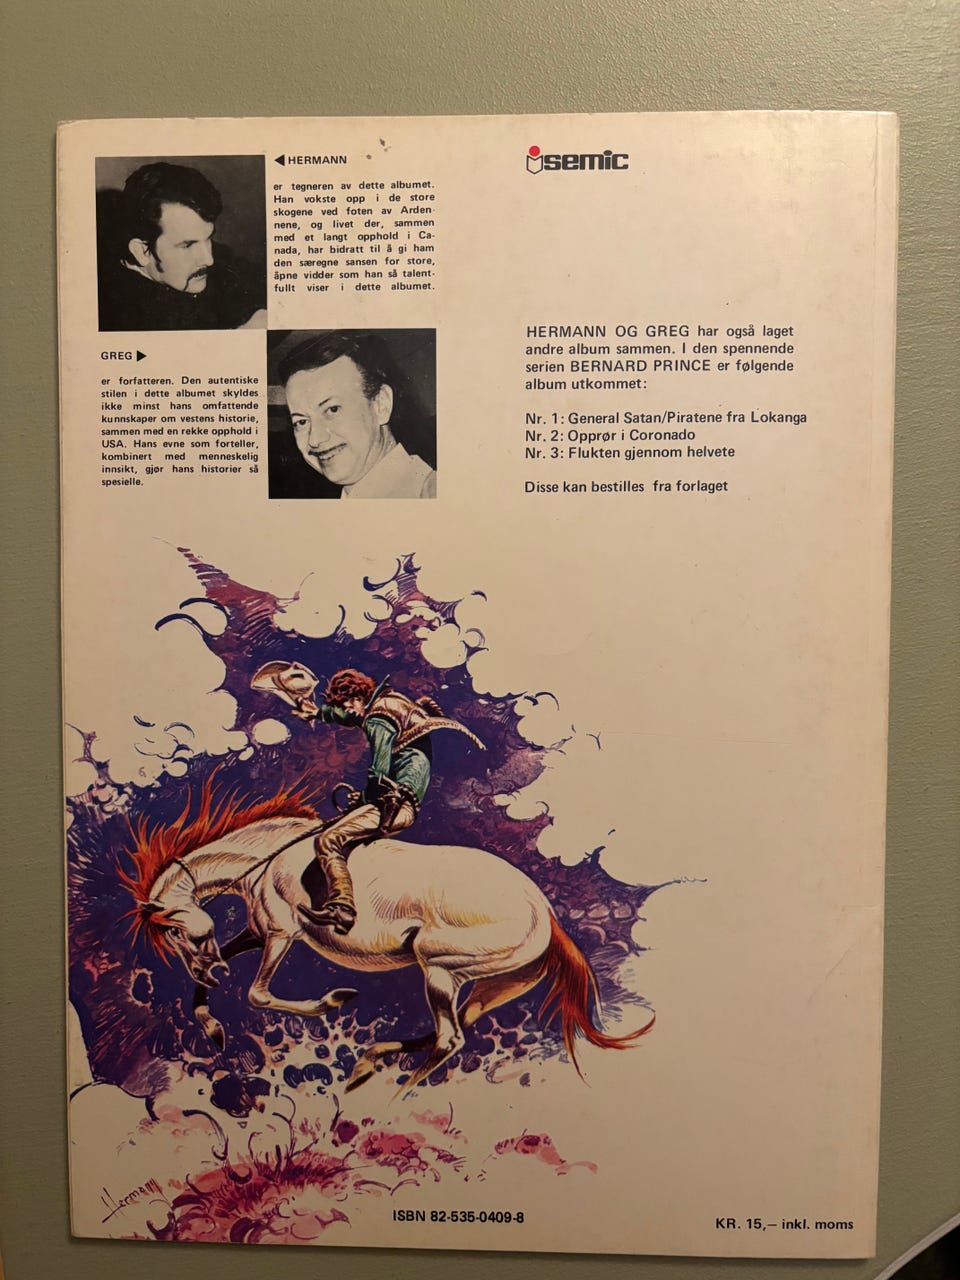 HERMANN
er tegneren av dette albumet.
Han vokste opp i de store
skogene ved foten av Arden-
nene, og livet der, sammen
med et langt opphold i Ca-
nada, har bidratt til å gi ham
den særegne sansen for store,
åpne vidder som han så talent-
fullt viser i dette albumet.
GREG
er forfatteren. Den autentiske
stilen i dette albumet skyldes
ikke minst hans omfattende
kunnskaper om vestens historie,
sammen med en rekke opphold i
USA. Hans evne som forteller,
kombinert med menneskelig
innsikt, gjør hans historier så
spesielle.
semic
HERMANN OG GREG har også laget
andre album sammen. I den spennende
serien BERNARD PRINCE er følgende
album utkommet:
Nr. 1: General Satan/Piratene fra Lokanga
Nr. 2: Opprør i Coronado
Nr. 3: Flukten gjennom helvete
Disse kan bestilles fra forlaget
Hermann
ISBN 82-535-0409-8
KR. 15,– inkl. moms